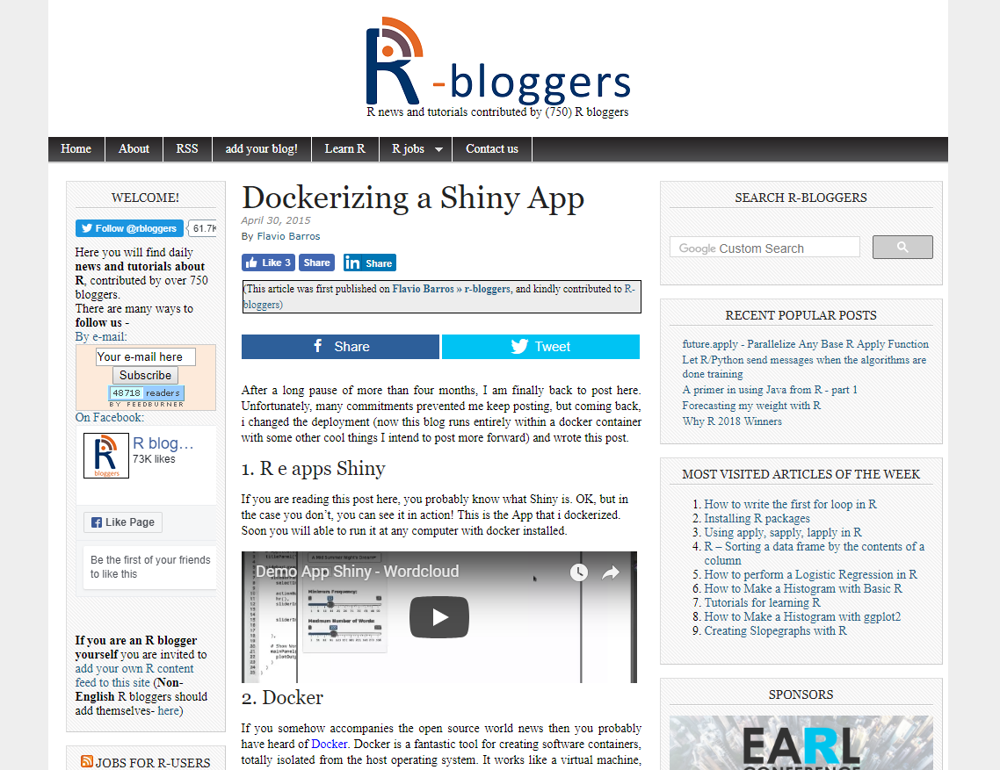 R -bloggers
R news and tutorials contributed by (750) R bloggers
Home
About
RSS
add your blog!
Learn R
R jobs
Contact us
WELCOME!
Follow @rbloggers
61.7K
Here you will find daily
news and tutorials about
R, contributed by over 750
bloggers.
There are many ways to
follow us -
By e-mail:
Your e-mail here
Subscribe
48718 readers
BY FEEDBURNER
On Facebook:
bloggers
R blog…
73K likes
Like Page
Be the first of your friends
to like this
If you are an R blogger
yourself you are invited to
add your own R content
feed to this site (Non-
English R bloggers should
add themselves- here)
JOBS FOR R-USERS
Dockerizing a Shiny App
April 30, 2015
By Flavio Barros
Like 3
Share
in Share
(This article was first published on Flavio Barros » r-bloggers, and kindly contributed to R-
bloggers)
Share
Tweet
After a long pause of more than four months, I am finally back to post here.
Unfortunately, many commitments prevented me keep posting, but coming back,
i changed the deployment (now this blog runs entirely within a docker container
with some other cool things I intend to post more forward) and wrote this post.
1. R e apps Shiny
If you are reading this post here, you probably know what Shiny is. OK, but in
the case you don’t, you can see it in action! This is the App that i dockerized.
Soon you will able to run it at any computer with docker installed.
Demo App Shiny - Wordcloud
A Mid Summer Night's Dream
Minimum Frequency:
Maximum Number of Words
2. Docker
If you somehow accompanies the open source world news then you probably
have heard of Docker. Docker is a fantastic tool for creating software containers,
totally isolated from the host operating system. It works like a virtual machine,
SEARCH R-BLOGGERS
Google Custom Search
RECENT POPULAR POSTS
future.apply - Parallelize Any Base R Apply Function
Let R/Python send messages when the algorithms are
done training
A primer in using Java from R - part 1
Forecasting my weight with R
Why R 2018 Winners
MOST VISITED ARTICLES OF THE WEEK
1. How to write the first for loop in R
2. Installing R packages
3. Using apply, sapply, lapply in R
4. R – Sorting a data frame by the contents of a
column
5. How to perform a Logistic Regression in R
6. How to Make a Histogram with Basic R
7. Tutorials for learning R
8. How to Make a Histogram with ggplot2
9. Creating Slopegraphs with R
SPONSORS
EARL
CONFERENCE